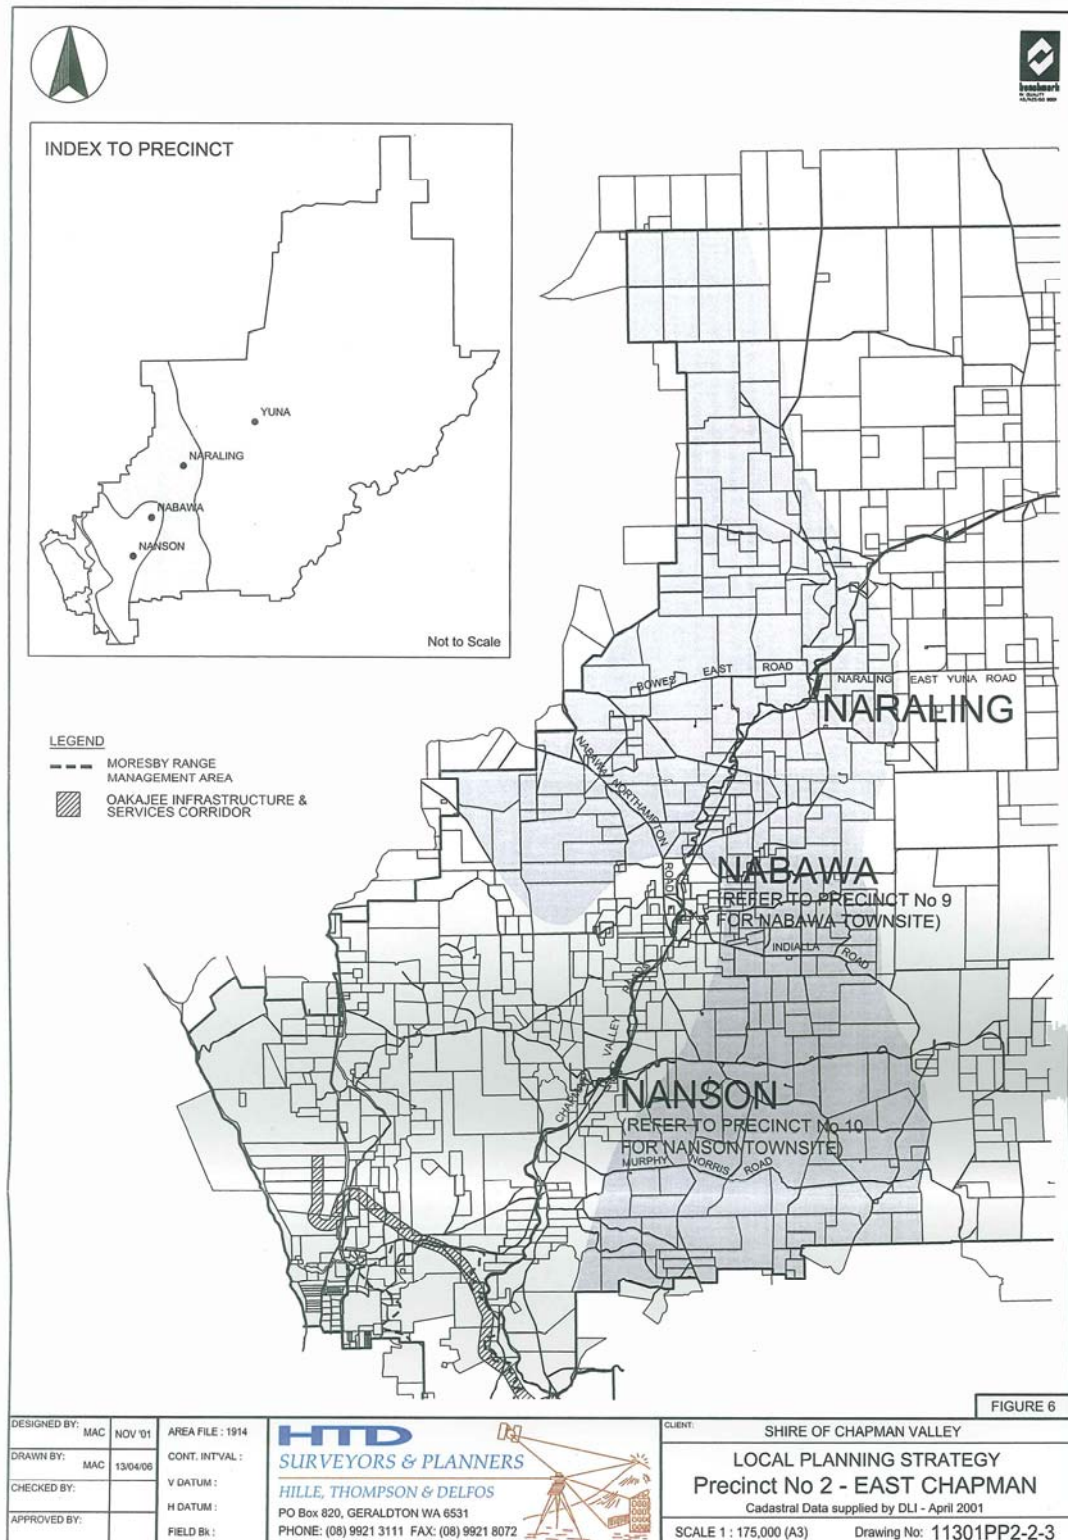 benchmark
INDEX TO PRECINCT
YUNA
NARALING
NABAWA
NANSON
Not to Scale
LEGEND
MORESBY RANGE
MANAGEMENT AREA
OAKAJEE INFRASTRUCTURE &
SERVICES CORRIDOR
BOWES EAST ROAD
NARALING EAST YUNA ROAD
NARALING
NABAWA NORTHAMPTON ROAD
NABAWA
(REFER TO PRECINCT No 9
FOR NABAWA TOWNSITE)
INDIALLA ROAD
CHAPMAN VALLEY ROAD
NANSON
(REFER TO PRECINCT No 10
FOR NANSON TOWNSITE)
MURPHY NORRIS ROAD
FIGURE 6
DESIGNED BY: MAC NOV '01
DRAWN BY: MAC 13/04/06
CHECKED BY:
APPROVED BY:
AREA FILE : 1914
CONT. INT'VAL :
V DATUM :
H DATUM :
FIELD Bk :
HTD
SURVEYORS & PLANNERS
HILLE, THOMPSON & DELFOS
PO Box 820, GERALDTON WA 6531
PHONE: (08) 9921 3111 FAX: (08) 9921 8072
CLIENT: SHIRE OF CHAPMAN VALLEY
LOCAL PLANNING STRATEGY
Precinct No 2 - EAST CHAPMAN
Cadastral Data supplied by DLI - April 2001
SCALE 1 : 175,000 (A3) Drawing No: 11301PP2-2-3